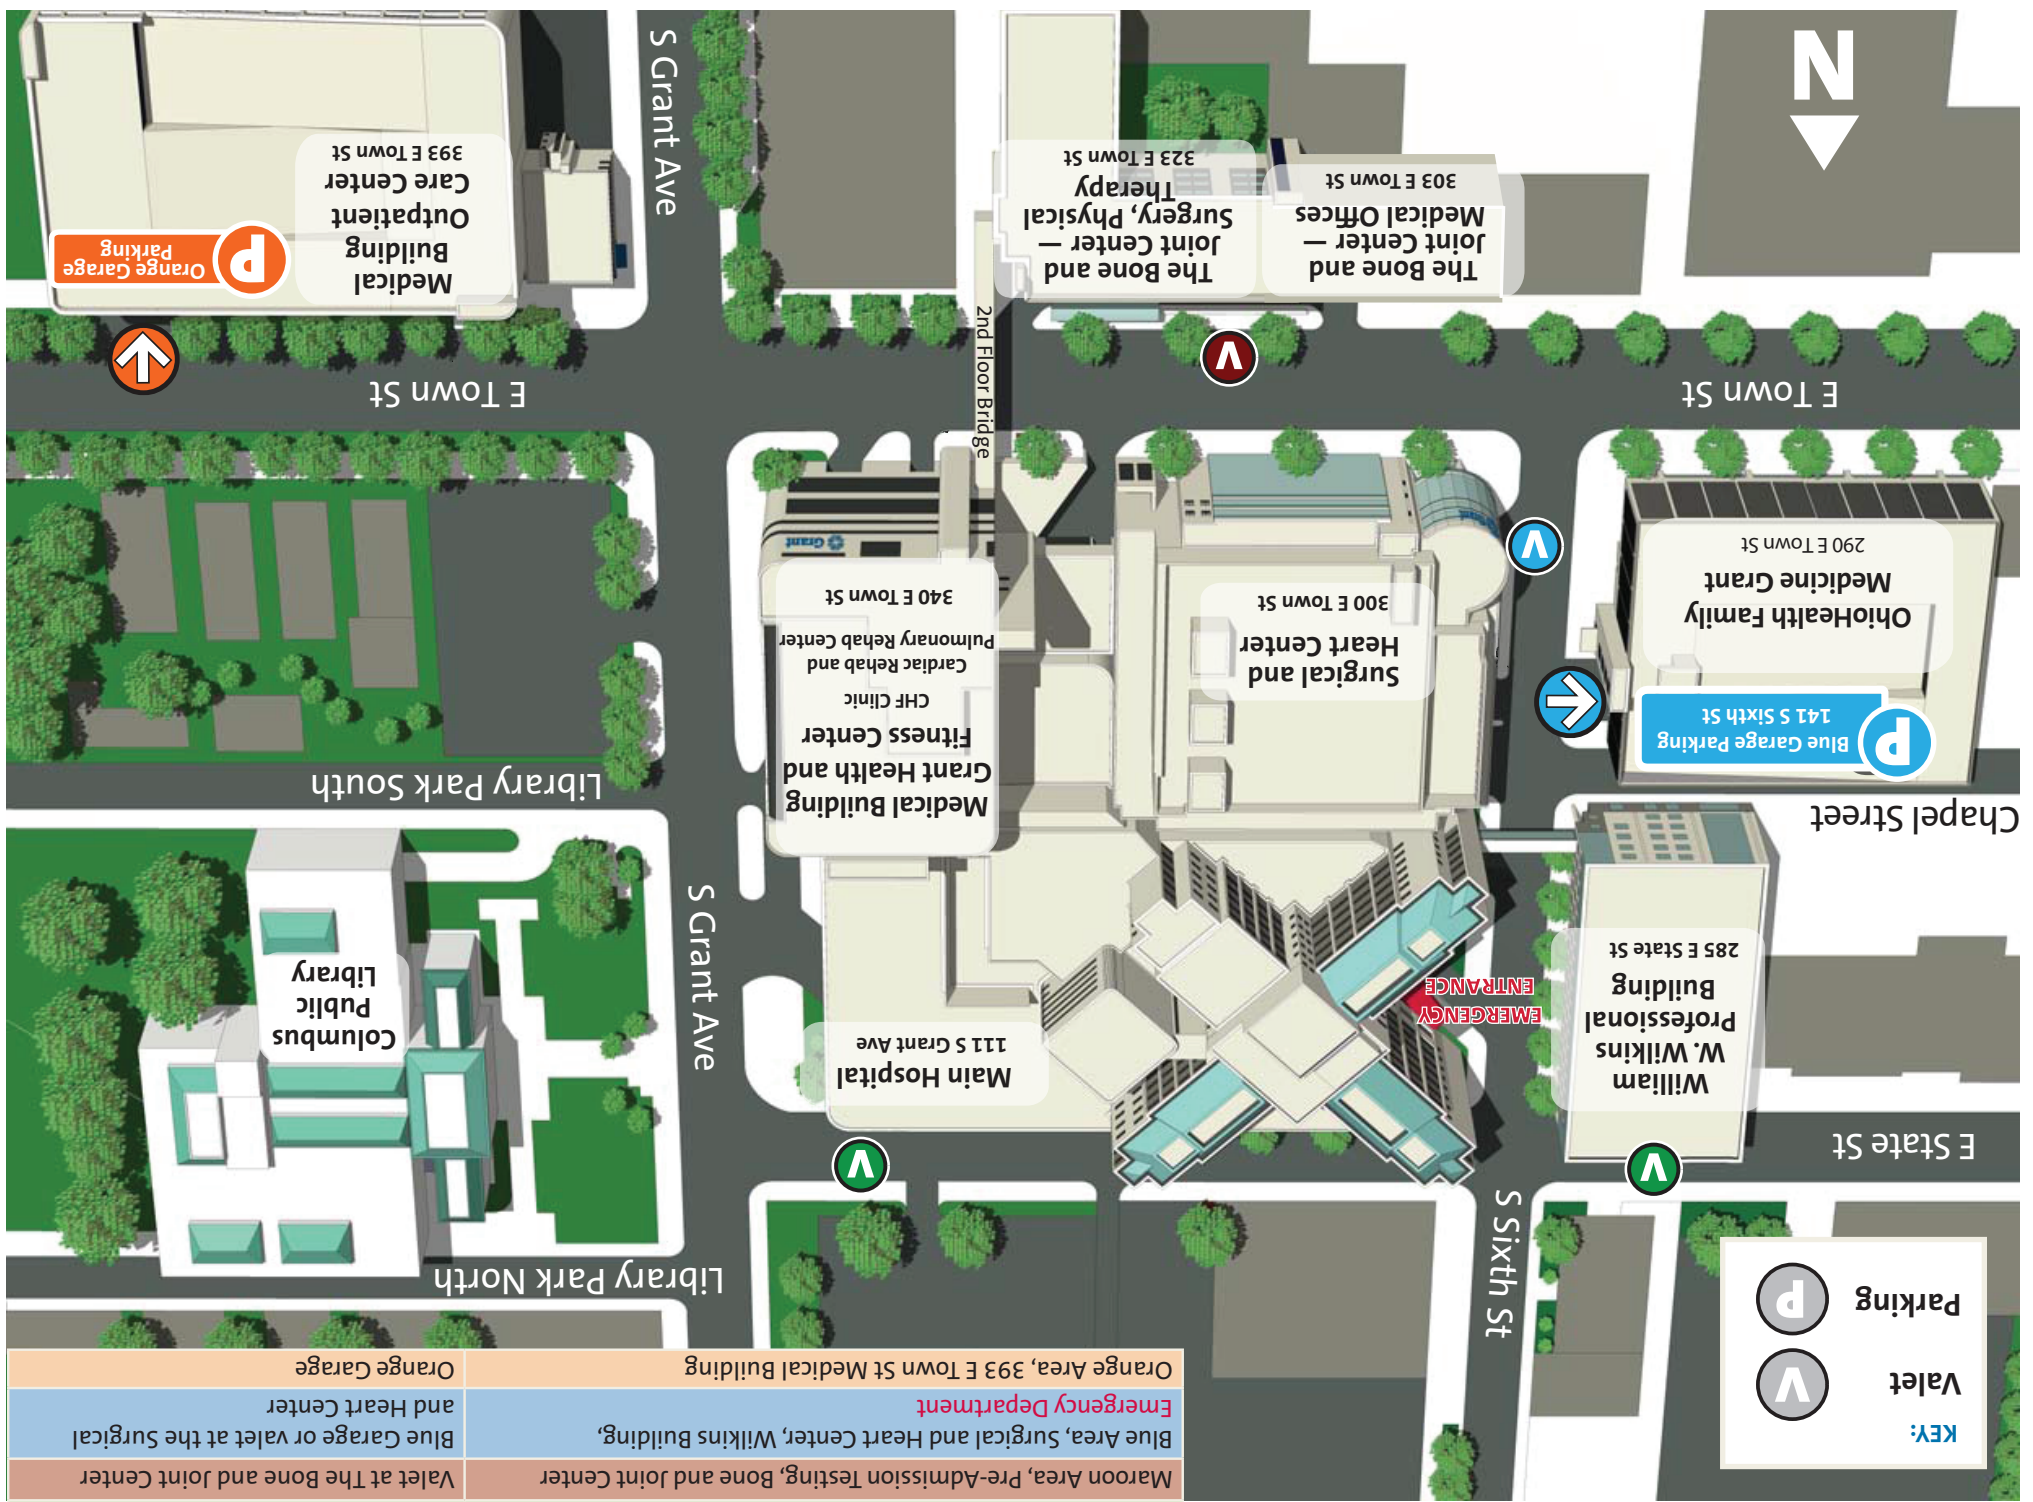 KEY:
Valet V
Parking P
Maroon Area, Pre-Admission Testing, Bone and Joint Center
Valet at The Bone and Joint Center
Blue Area, Surgical and Heart Center, Wilkins Building,
Emergency Department
Blue Garage or valet at the Surgical
and Heart Center
Orange Area, 393 E Town St Medical Building
Orange Garage
S Sixth St
Library Park North
E State St
V
V
William
W. Wilkins
Professional
Building
285 E State St
EMERGENCY
ENTRANCE
Main Hospital
111 S Grant Ave
S Grant Ave
Columbus
Public
Library
Chapel Street
Library Park South
P
Blue Garage Parking
141 S Sixth St
OhioHealth Family
Medicine Grant
290 E Town St
V
Surgical and
Heart Center
300 E Town St
Grant
Medical Building
Grant Health and
Fitness Center
CHF Clinic
Cardiac Rehab and
Pulmonary Rehab Center
340 E Town St
Grant
2nd Floor Bridge
E Town St
E Town St
V
The Bone and
Joint Center —
Medical Offices
303 E Town St
The Bone and
Joint Center —
Surgery, Physical
Therapy
323 E Town St
Medical
Building
Outpatient
Care Center
393 E Town St
P
Orange Garage
Parking
S Grant Ave
N